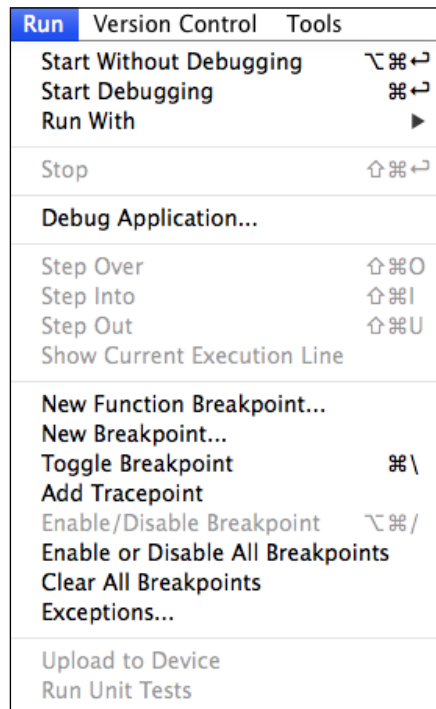 Run Version Control Tools
Start Without Debugging ⌥⌘↩
Start Debugging ⌘↩
Run With ▶
Stop ⇧⌘↩
Debug Application...
Step Over ⇧⌘O
Step Into ⇧⌘I
Step Out ⇧⌘U
Show Current Execution Line
New Function Breakpoint...
New Breakpoint...
Toggle Breakpoint ⌘\
Add Tracepoint
Enable/Disable Breakpoint ⌥⌘/
Enable or Disable All Breakpoints
Clear All Breakpoints
Exceptions...
Upload to Device
Run Unit Tests